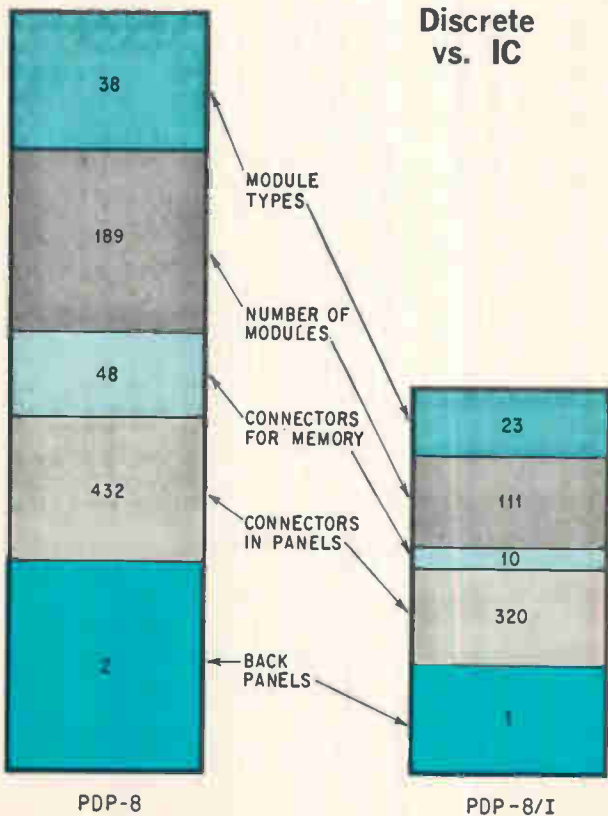 Discrete
vs. IC
38
189
48
432
2
MODULE
TYPES
NUMBER OF
MODULES
CONNECTORS
FOR MEMORY
CONNECTORS
IN PANELS
BACK
PANELS
23
111
10
320
1
PDP-8
PDP-8/I